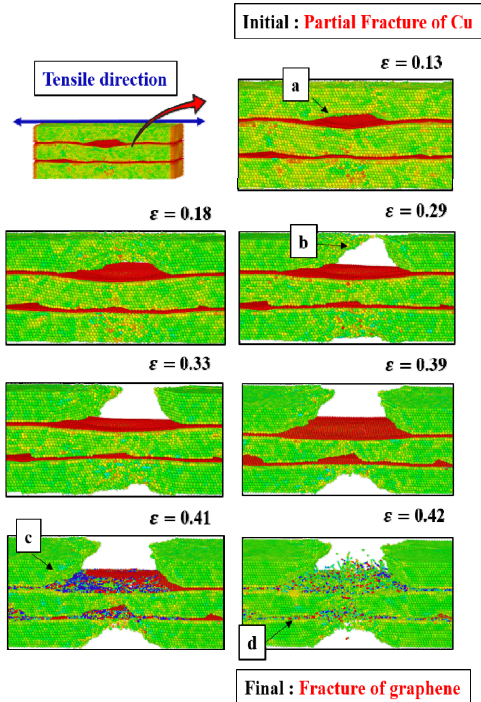 Initial : Partial Fracture of Cu
Tensile direction
ε = 0.13
a
ε = 0.18
ε = 0.29
b
ε = 0.33
ε = 0.39
ε = 0.41
ε = 0.42
c
d
Final : Fracture of graphene